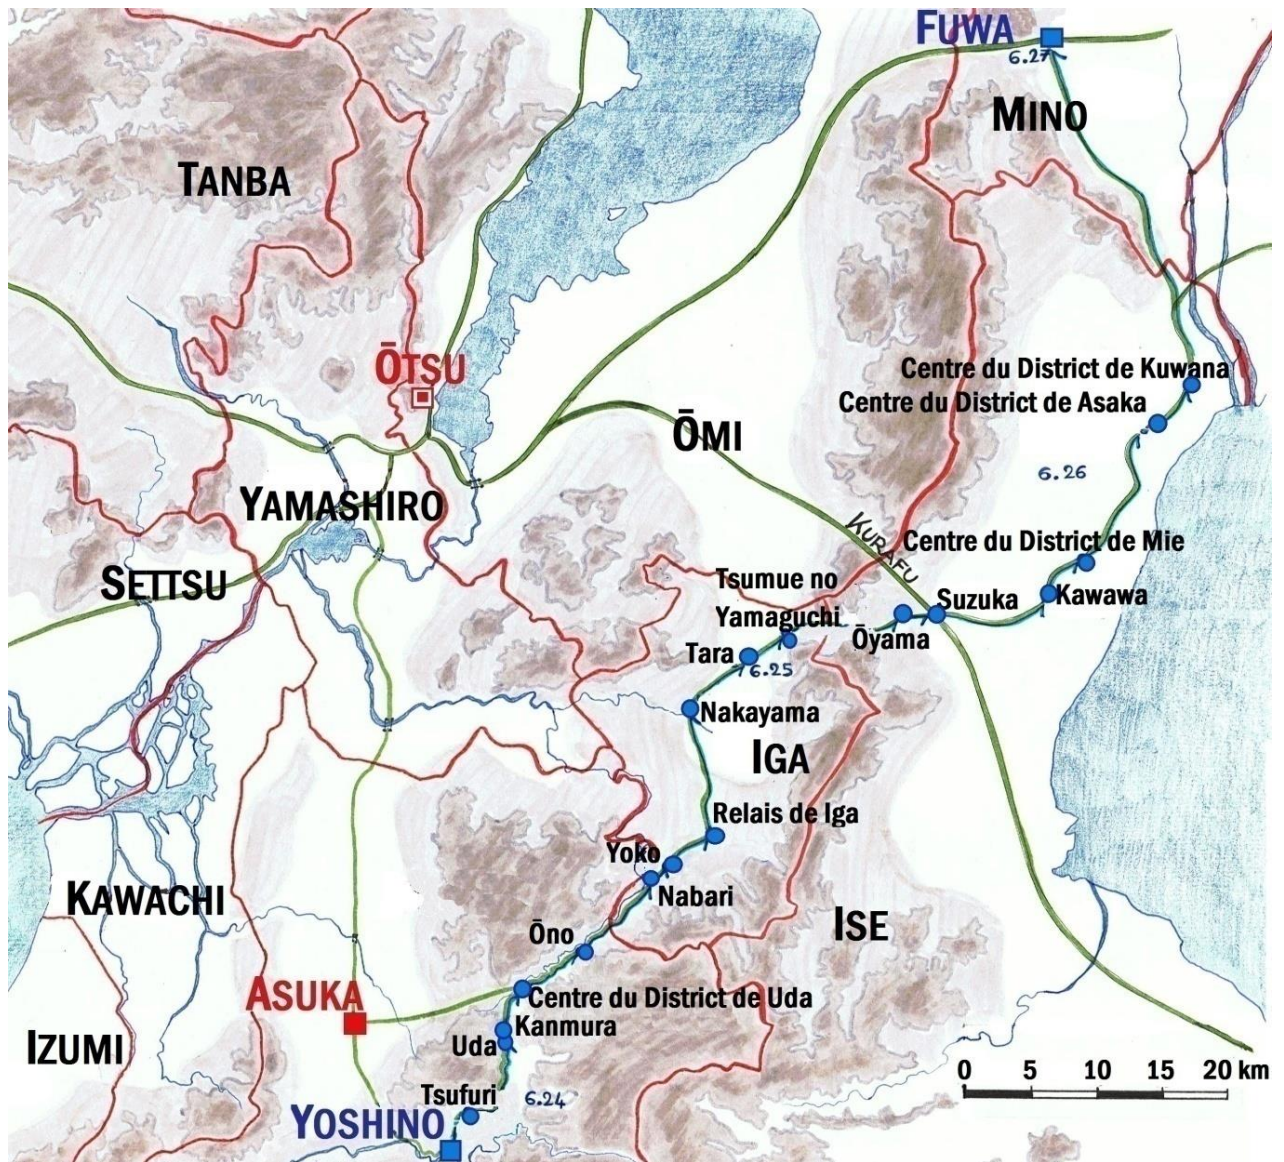 FUWA
6.27
MINO
TANBA
ŌTSU
Centre du District de Kuwana
Centre du District de Asaka
ŌMI
6.26
YAMASHIRO
KURAFU
Centre du District de Mie
SETTSU
Tsumue no
Yamaguchi
Suzuka
Kawawa
Ōyama
Tara
6.25
Nakayama
IGA
Relais de Iga
Yoko
Nabari
KAWACHI
ISE
Ōno
ASUKA
Centre du District de Uda
Kanmura
IZUMI
Uda
Tsufuri
6.24
YOSHINO
0 5 10 15 20 km